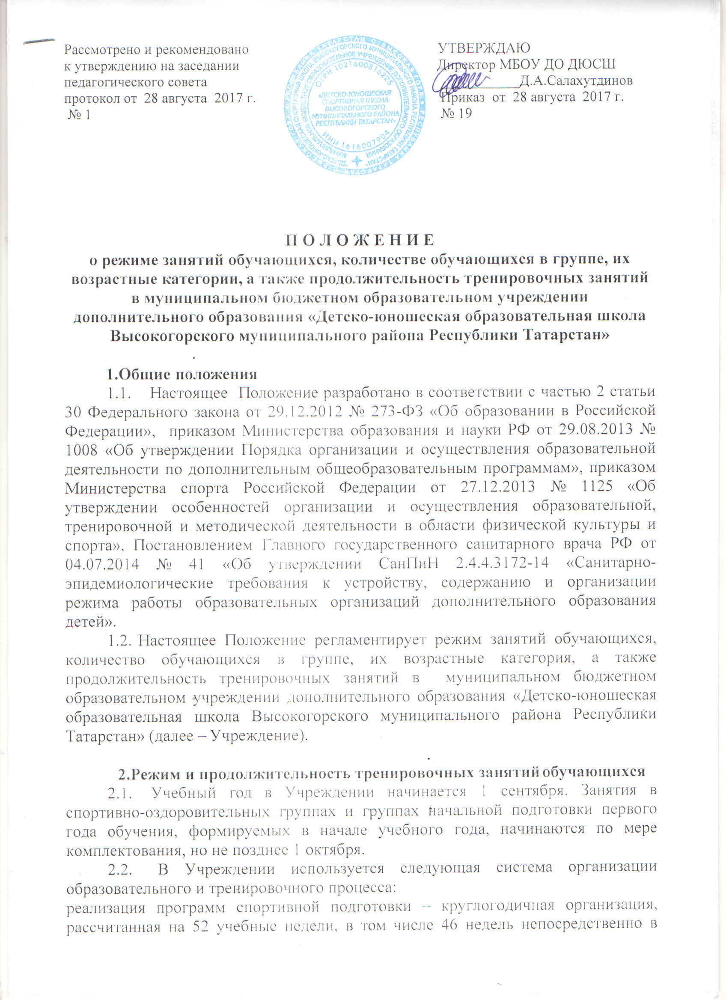 Рассмотрено и рекомендовано
к утверждению на заседании
педагогического совета
протокол от 28 августа 2017 г.
№ 1
ОГРН 1021600816225
«ДЕТСКО-ЮНОШЕСКАЯ
СПОРТИВНАЯ ШКОЛА
ВЫСОКОГОРСКОГО
МУНИЦИПАЛЬНОГО РАЙОНА
РЕСПУБЛИКИ ТАТАРСТАН»
ИНН 1616007904
УТВЕРЖДАЮ
Директор МБОУ ДО ДЮСШ
Д.А.Салахутдинов
Приказ от 28 августа 2017 г.
№ 19
П О Л О Ж Е Н И Е
о режиме занятий обучающихся, количестве обучающихся в группе, их
возрастные категории, а также продолжительность тренировочных занятий
в муниципальном бюджетном образовательном учреждении
дополнительного образования «Детско-юношеская образовательная школа
Высокогорского муниципального района Республики Татарстан»
1.Общие положения
1.1. Настоящее Положение разработано в соответствии с частью 2 статьи
30 Федерального закона от 29.12.2012 № 273-ФЗ «Об образовании в Российской
Федерации», приказом Министерства образования и науки РФ от 29.08.2013 №
1008 «Об утверждении Порядка организации и осуществления образовательной
деятельности по дополнительным общеобразовательным программам», приказом
Министерства спорта Российской Федерации от 27.12.2013 № 1125 «Об
утверждении особенностей организации и осуществления образовательной,
тренировочной и методической деятельности в области физической культуры и
спорта», Постановлением Главного государственного санитарного врача РФ от
04.07.2014 № 41 «Об утверждении СанПиН 2.4.4.3172-14 «Санитарно-
эпидемиологические требования к устройству, содержанию и организации
режима работы образовательных организаций дополнительного образования
детей».
1.2. Настоящее Положение регламентирует режим занятий обучающихся,
количество обучающихся в группе, их возрастные категория, а также
продолжительность тренировочных занятий в муниципальном бюджетном
образовательном учреждении дополнительного образования «Детско-юношеская
образовательная школа Высокогорского муниципального района Республики
Татарстан» (далее – Учреждение).
2.Режим и продолжительность тренировочных занятий обучающихся
2.1. Учебный год в Учреждении начинается 1 сентября. Занятия в
спортивно-оздоровительных группах и группах начальной подготовки первого
года обучения, формируемых в начале учебного года, начинаются по мере
комплектования, но не позднее 1 октября.
2.2. В Учреждении используется следующая система организации
образовательного и тренировочного процесса:
реализация программ спортивной подготовки – круглогодичная организация,
рассчитанная на 52 учебные недели, в том числе 46 недель непосредственно в